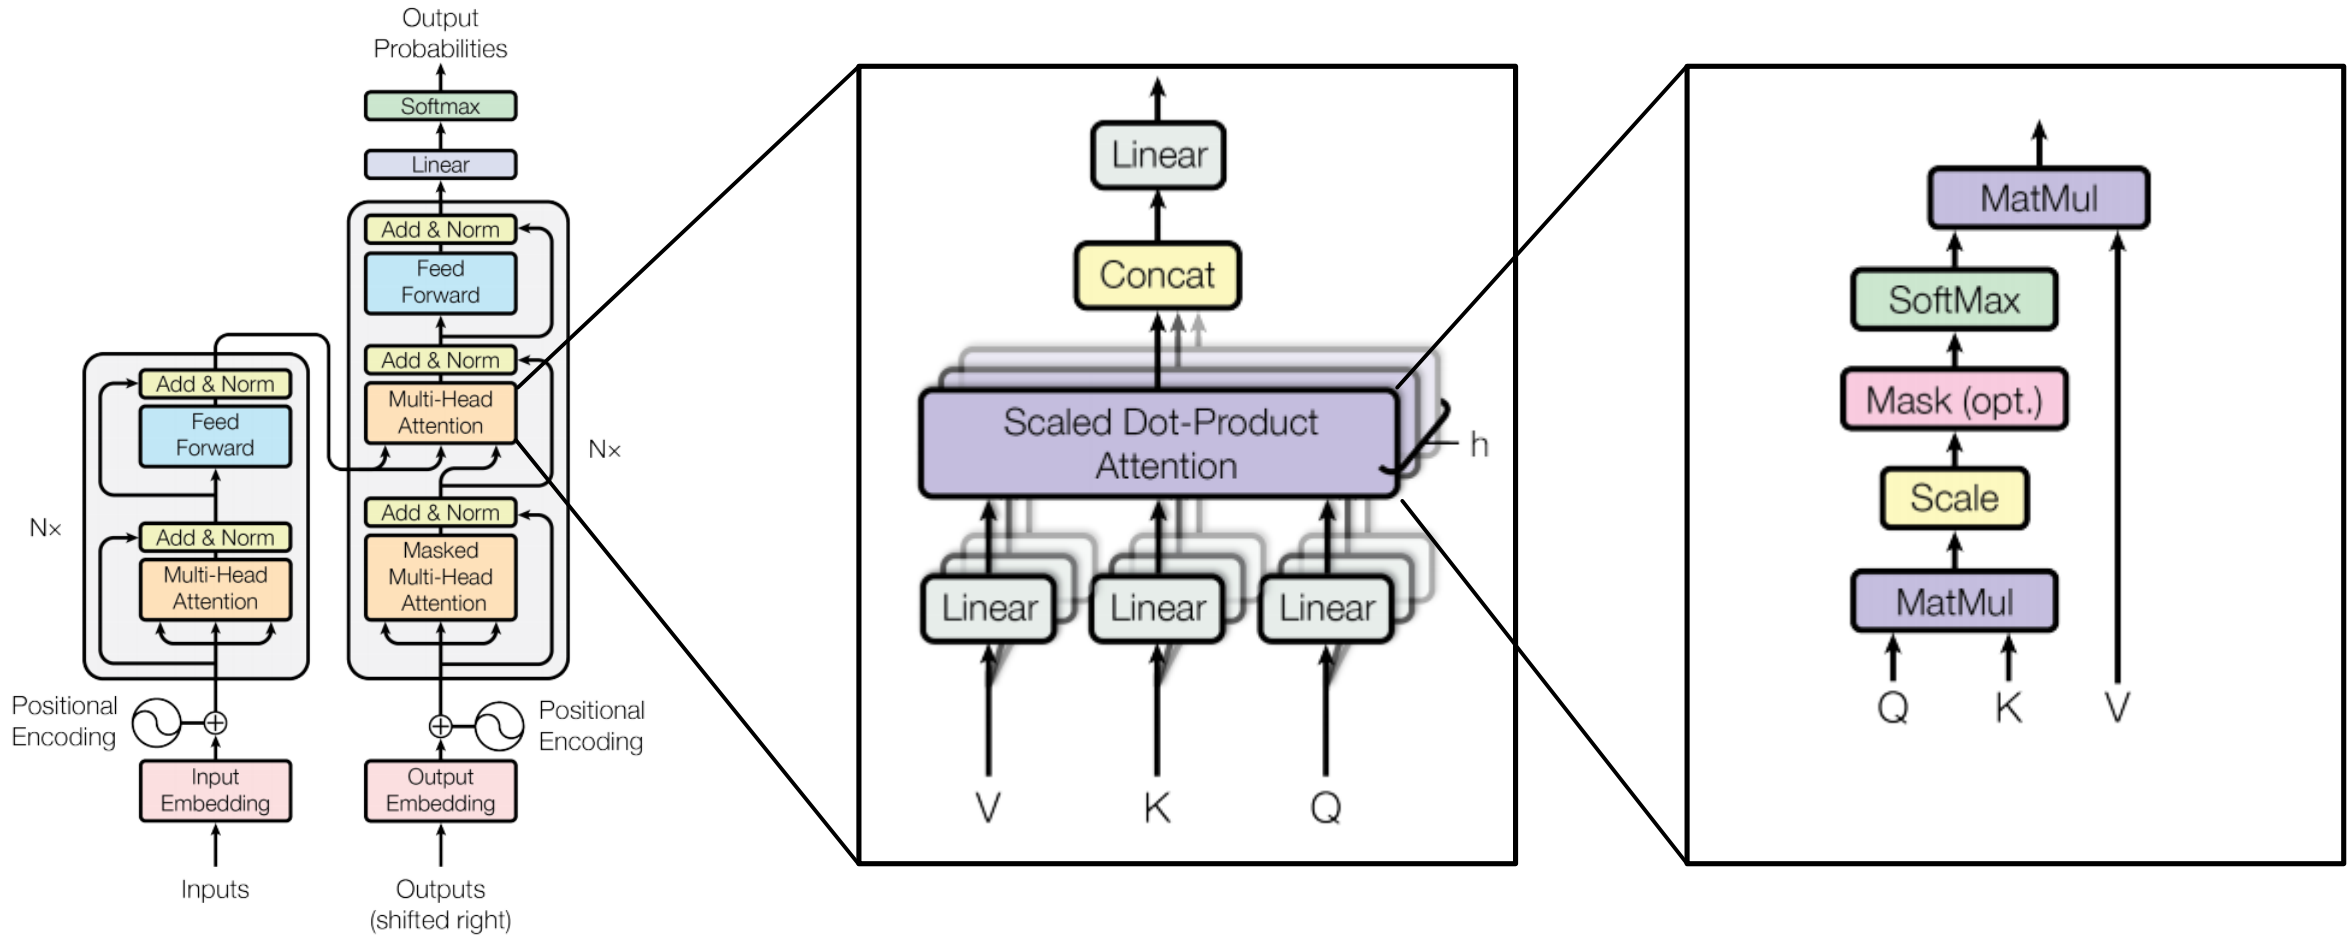 Output
Probabilities
Softmax
Linear
Add & Norm
Feed
Forward
Add & Norm
Multi-Head
Attention
Nx
Add & Norm
Masked
Multi-Head
Attention
Add & Norm
Feed
Forward
Nx
Add & Norm
Multi-Head
Attention
Positional
Encoding
Positional
Encoding
Input
Embedding
Output
Embedding
Inputs
Outputs
(shifted right)
Linear
Concat
Scaled Dot-Product
Attention
h
Linear
Linear
Linear
V
K
Q
MatMul
SoftMax
Mask (opt.)
Scale
MatMul
Q
K
V